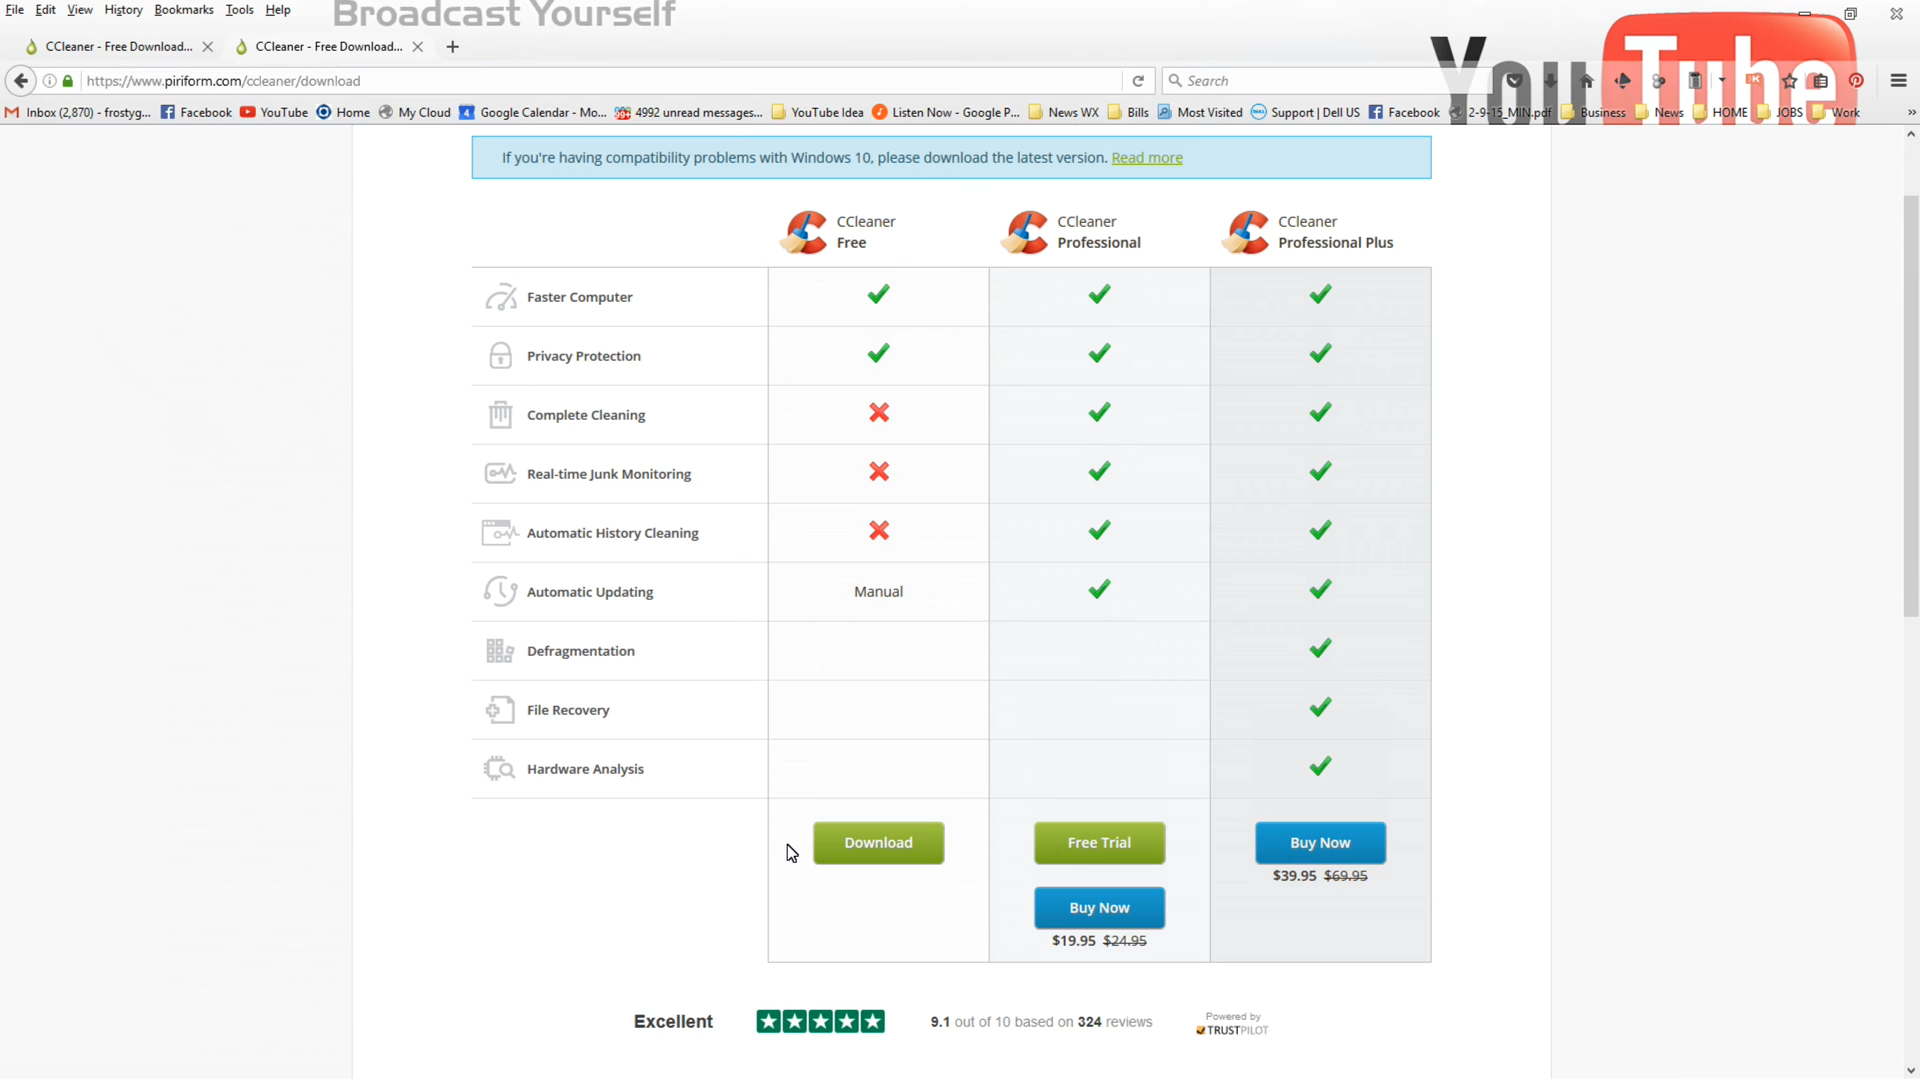 File Edit View History Bookmarks Tools Help
Broadcast Yourself
CCleaner - Free Download... CCleaner - Free Download...
https://www.piriform.com/ccleaner/download
Search
You Tube
Inbox (2,870) - frostyg... Facebook YouTube Home My Cloud Google Calendar - Mo... 4992 unread messages... YouTube Idea Listen Now - Google P... News WX Bills Most Visited Support | Dell US Facebook 2-9-15_MIN.pdf Business News HOME JOBS Work
If you're having compatibility problems with Windows 10, please download the latest version. Read more
CCleaner Free
CCleaner Professional
CCleaner Professional Plus
Faster Computer
Privacy Protection
Complete Cleaning
Real-time Junk Monitoring
Automatic History Cleaning
Automatic Updating Manual
Defragmentation
File Recovery
Hardware Analysis
Download Free Trial Buy Now
$39.95 $69.95
Buy Now
$19.95 $24.95
Excellent 9.1 out of 10 based on 324 reviews
Powered by
TRUSTPILOT